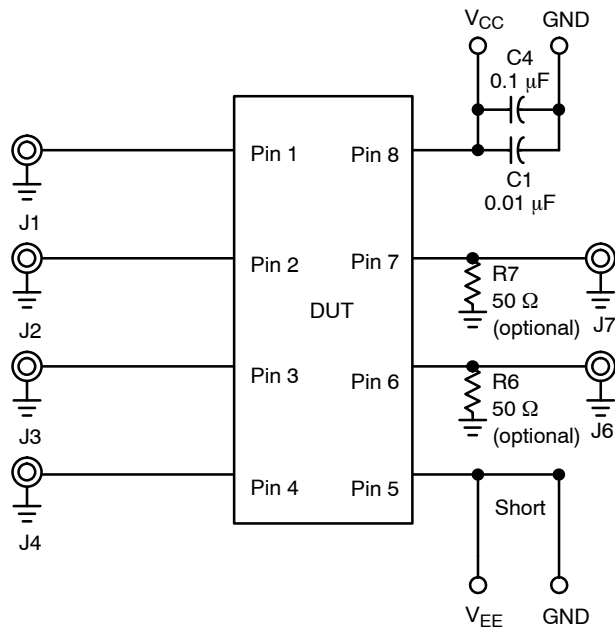 V_CC GND
C4
0.1 μF
C1
0.01 μF
Pin 1 Pin 8
J1
Pin 2 Pin 7
J2
R7
50 Ω
(optional)
J7
DUT
Pin 3 Pin 6
J3
R6
50 Ω
(optional)
J6
Pin 4 Pin 5
J4
Short
V_EE GND